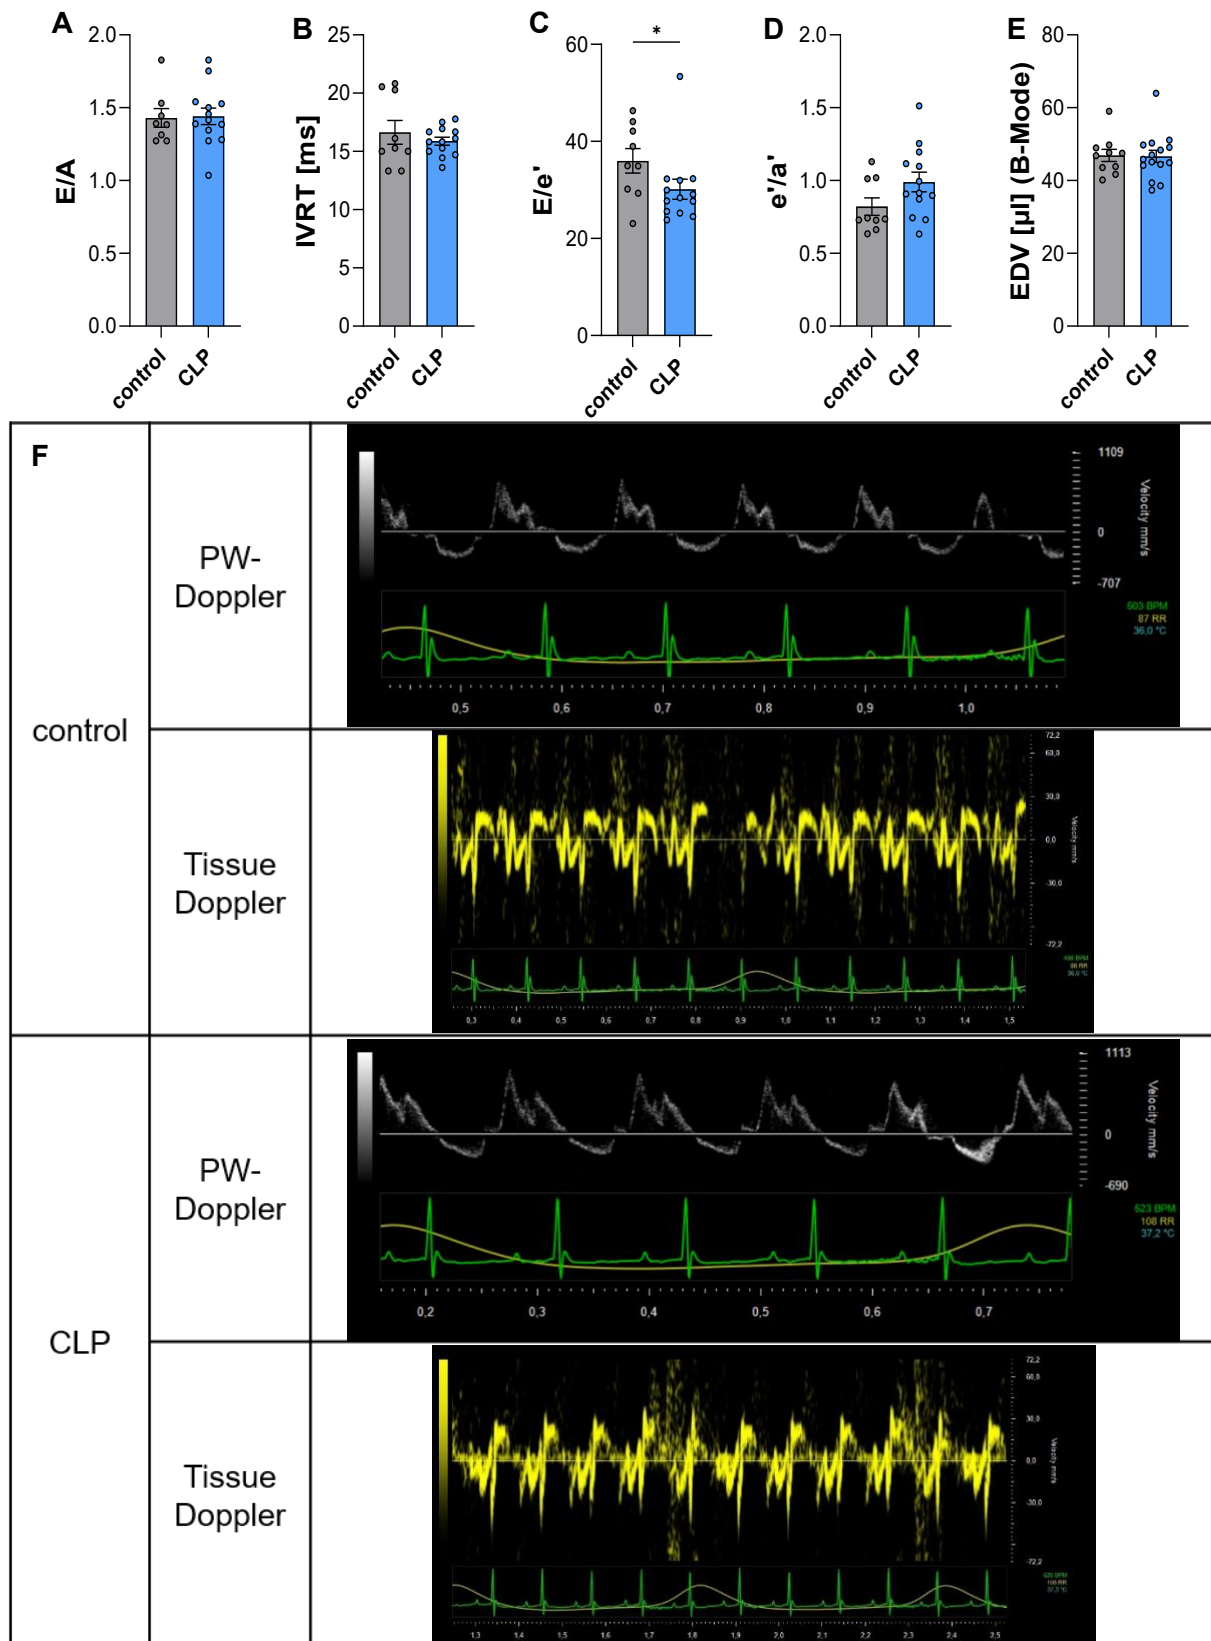 A
2.0
1.5
1.0
0.5
0.0
E/A
control
CLP
B
25
20
15
10
5
0
IVRT [ms]
control
CLP
C
60
40
20
0
E/e'
*
control
CLP
D
2.0
1.5
1.0
0.5
0.0
e'/a'
control
CLP
E
80
60
40
20
0
EDV [µl] (B-Mode)
control
CLP
F
control
PW-
Doppler
1109
0
-707
Velocity mm/s
503 BPM
87 RR
36,0 °C
0,5 0,6 0,7 0,8 0,9 1,0
Tissue
Doppler
72,2
60,0
30,0
0,0
-30,0
-72,2
Velocity mm/s
36,0 °C
0,3 0,4 0,5 0,6 0,7 0,8 0,9 1,0 1,1 1,2 1,3 1,4 1,5
CLP
PW-
Doppler
1113
0
-690
Velocity mm/s
523 BPM
108 RR
37,2 °C
0,2 0,3 0,4 0,5 0,6 0,7
Tissue
Doppler
72,2
60,0
30,0
0,0
-30,0
-72,2
Velocity mm/s
1,3 1,4 1,5 1,6 1,7 1,8 1,9 2,0 2,1 2,2 2,3 2,4 2,5